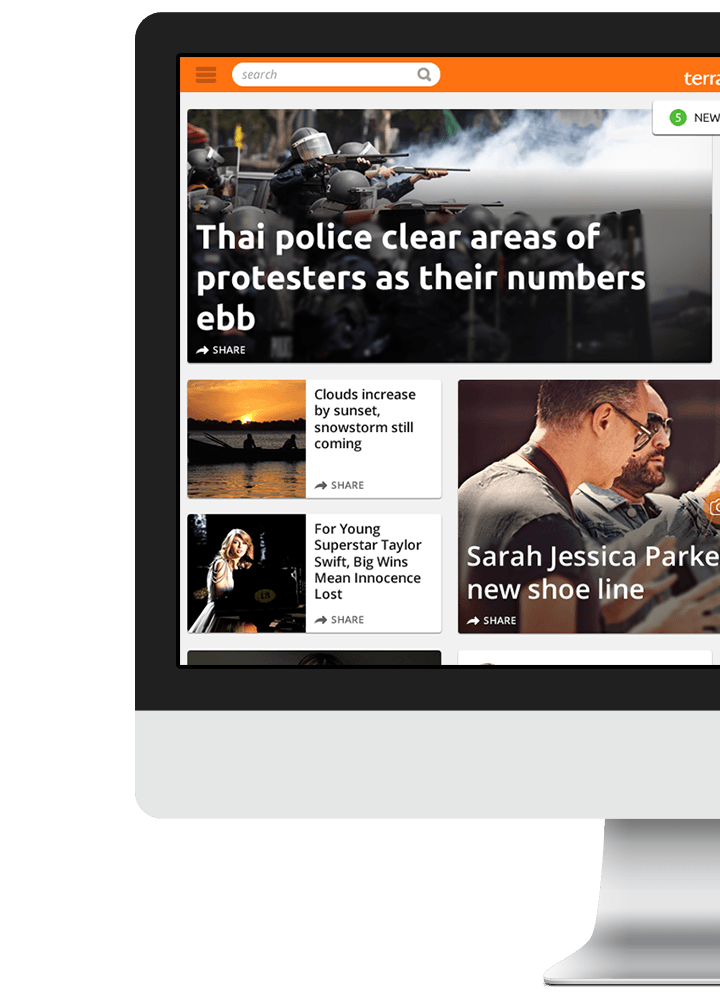 search
terra
5 NEW
Thai police clear areas of
protesters as their numbers
ebb
SHARE
Clouds increase
by sunset,
snowstorm still
coming
SHARE
For Young
Superstar Taylor
Swift, Big Wins
Mean Innocence
Lost
SHARE
Sarah Jessica Parke
new shoe line
SHARE